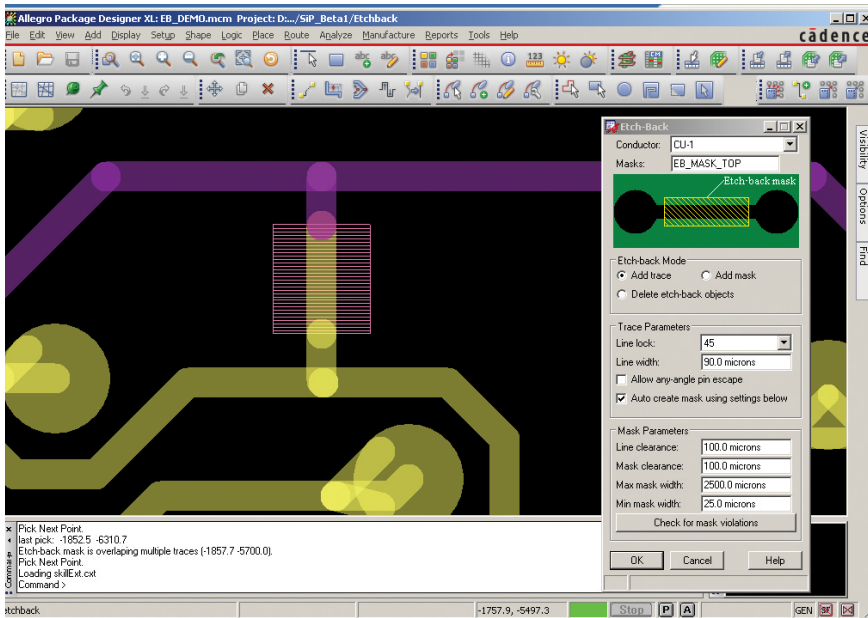 Allegro Package Designer XL: EB_DEMO.mcm Project: D:.../SiP_Beta1/Etchback
File Edit View Add Display Setup Shape Logic Place Route Analyze Manufacture Reports Tools Help
cādence
Etch-Back
Conductor: CU-1
Masks: EB_MASK_TOP
Etch-back mask
Etch-back Mode
Add trace Add mask
Delete etch-back objects
Trace Parameters
Line lock: 45
Line width: 90.0 microns
Allow any-angle pin escape
Auto create mask using settings below
Mask Parameters
Line clearance: 100.0 microns
Mask clearance: 100.0 microns
Max mask width: 2500.0 microns
Min mask width: 25.0 microns
Check for mask violations
OK Cancel Help
Visibility
Options
Find
Pick Next Point.
last pick: -1852.5 -6310.7
Etch-back mask is overlaping multiple traces (-1857.7 -5700.0).
Pick Next Point.
Loading skillExt.cxt
Command >
etchback
-1757.9, -5497.3
Stop P A
GEN